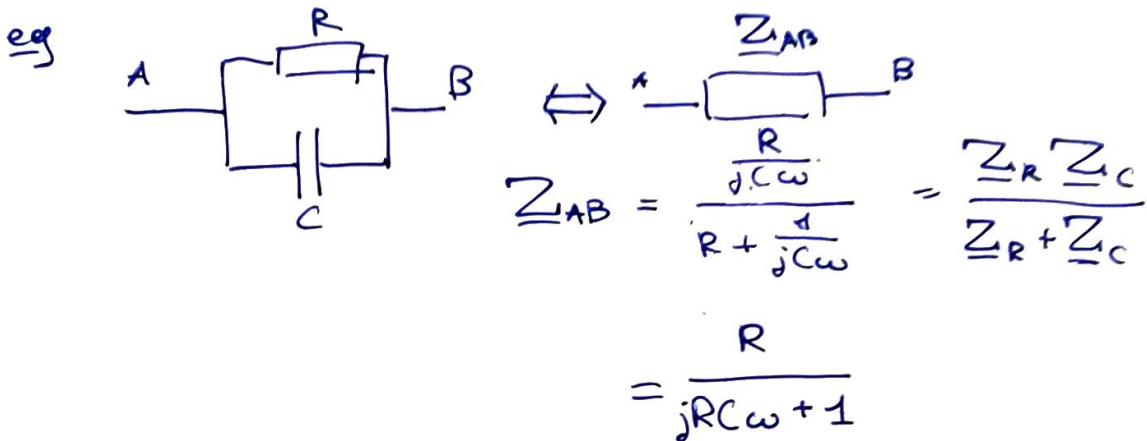 eg
R
A B
C
⇔
Z_AB
A B
Z_AB = (R/(jCω))/(R + 1/(jCω)) = (Z_R Z_C)/(Z_R + Z_C)
= R/(jRCω + 1)